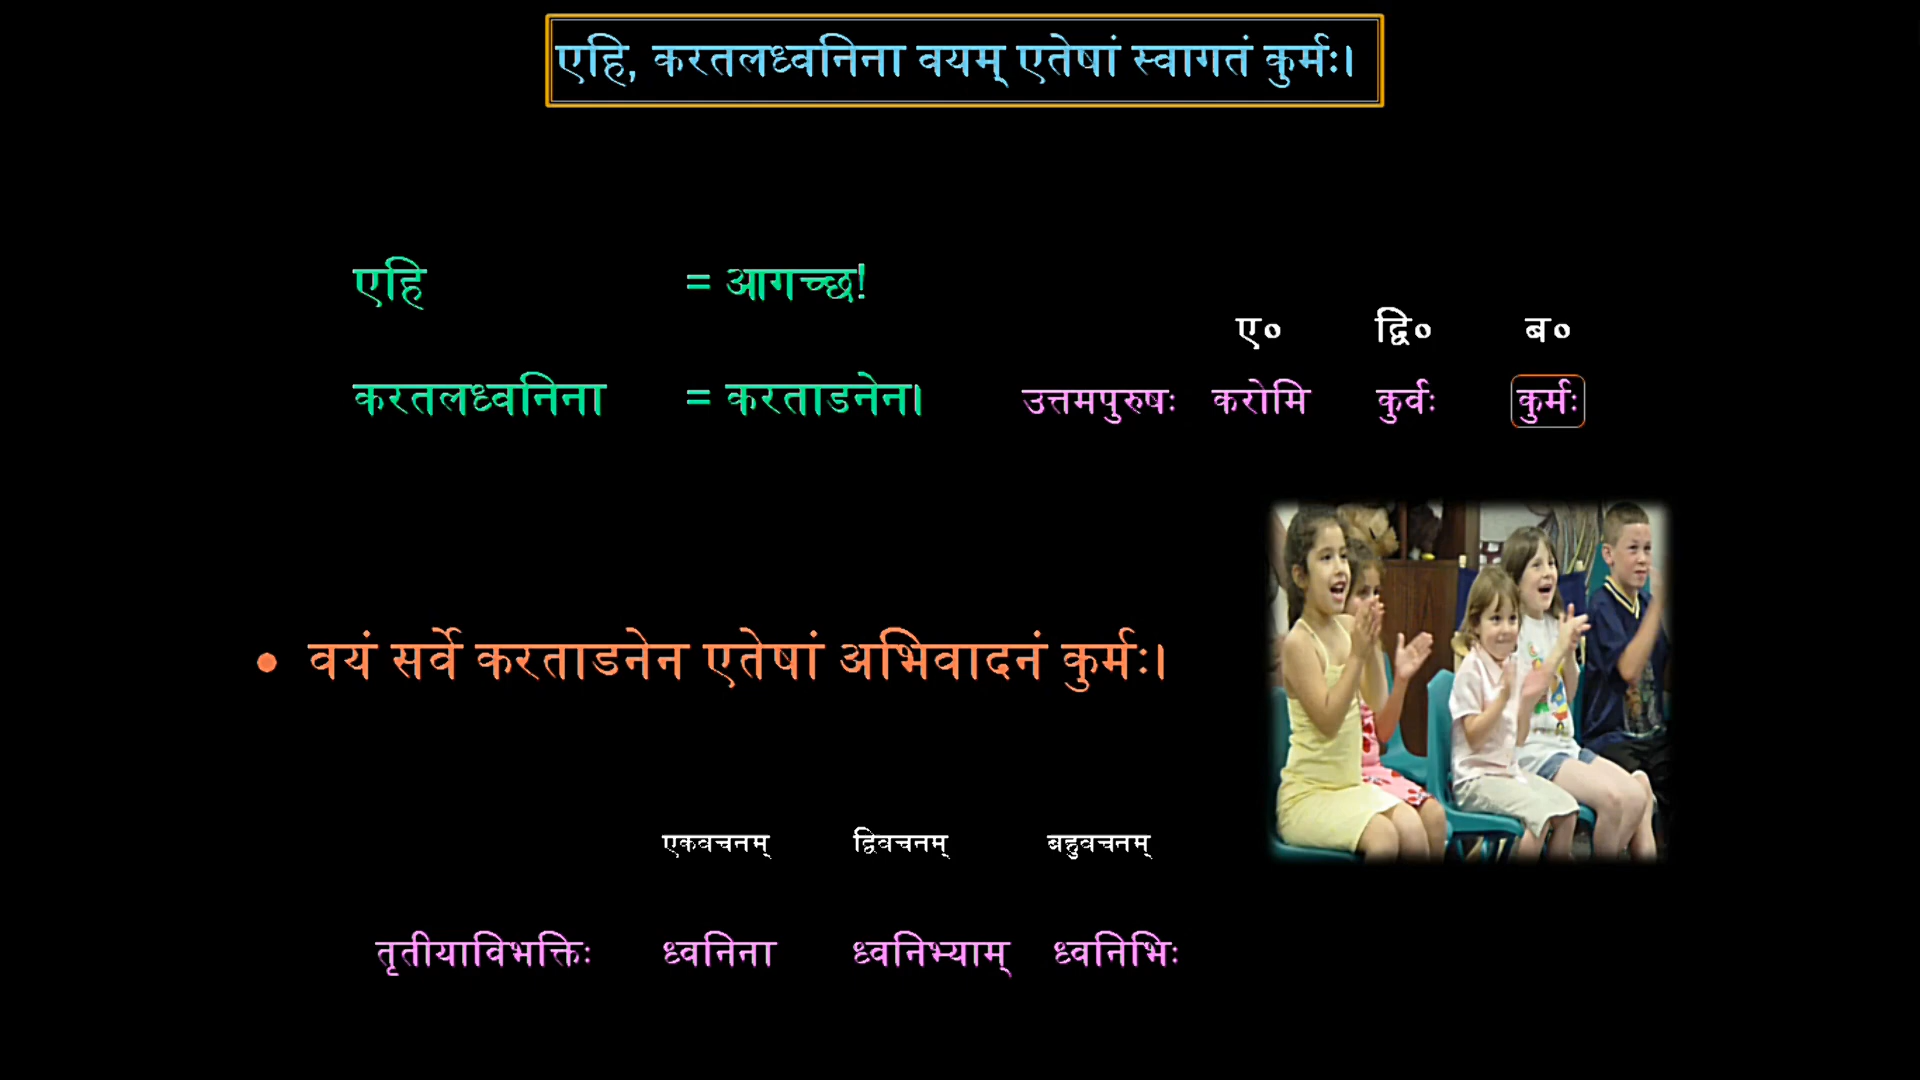 एहि, करतलध्वनिना वयम् एतेषां स्वागतं कुर्मः।
एहि = आगच्छ!
ए० द्वि० ब०
करतलध्वनिना = करताडनेन। उत्तमपुरुषः करोमि कुर्वः कुर्मः
• वयं सर्वे करताडनेन एतेषां अभिवादनं कुर्मः।
एकवचनम् द्विवचनम् बहुवचनम्
तृतीयाविभक्तिः ध्वनिना ध्वनिभ्याम् ध्वनिभिः